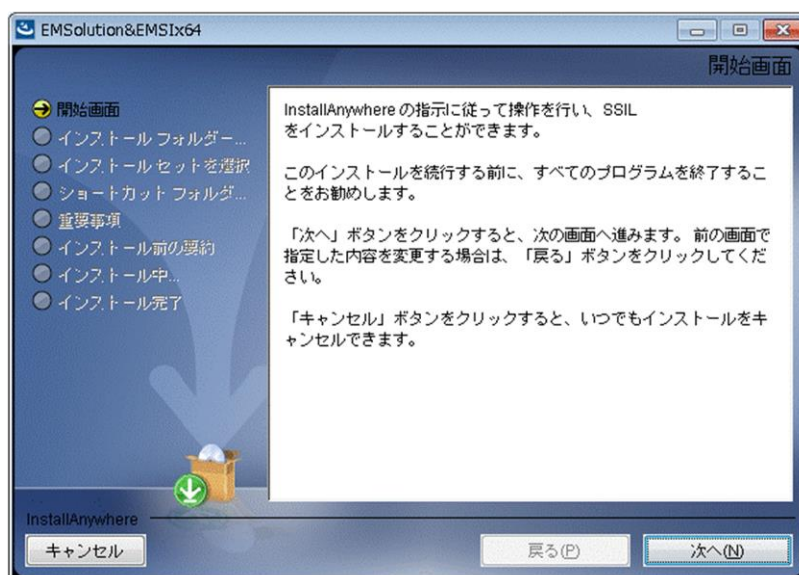 EMSolution&EMSIx64
開始画面
開始画面
インストール フォルダー...
インストール セットを選択
ショートカット フォルダ...
重要事項
インストール前の要約
インストール中...
インストール完了
InstallAnywhere の指示に従って操作を行い、 SSIL
をインストールすることができます。
このインストールを続行する前に、すべてのプログラムを終了するこ
とをお勧めします。
「次へ」ボタンをクリックすると、次の画面へ進みます。 前の画面で
指定した内容を変更する場合は、「戻る」ボタンをクリックしてくだ
さい。
「キャンセル」ボタンをクリックすると、いつでもインストールをキ
ャンセルできます。
InstallAnywhere
キャンセル
戻る(P)
次へ(N)